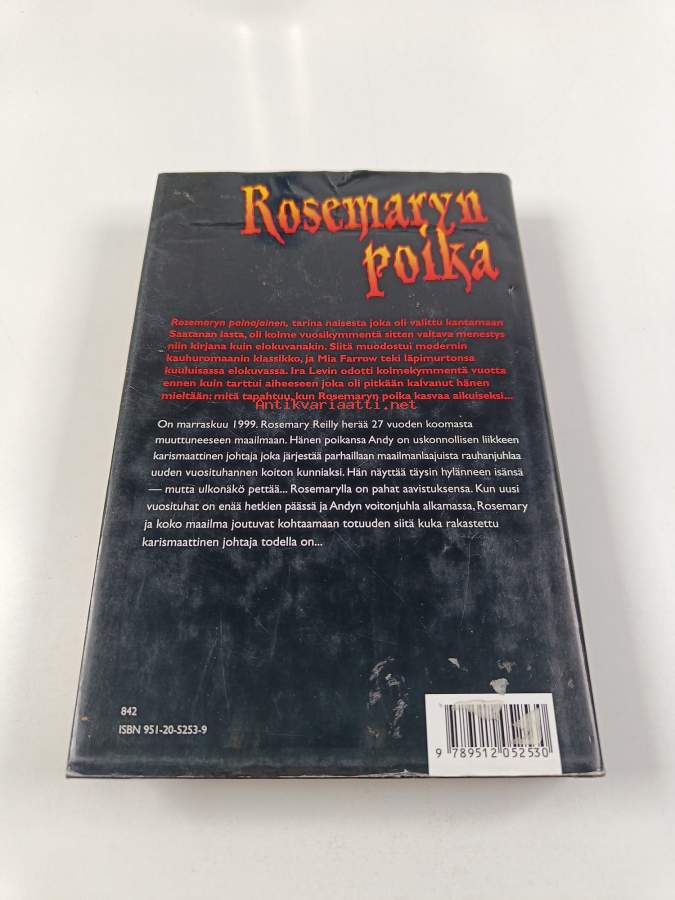 Rosemaryn
poika
Rosemaryn painajainen, tarina naisesta joka oli valittu kantamaan
Saatanan lasta, oli kolme vuosikymmentä sitten valtava menestys
niin kirjana kuin elokuvanakin. Siitä muodostui modernin
kauhuromaanin klassikko, ja Mia Farrow teki läpimurtonsa
kuuluisassa elokuvassa. Ira Levin odotti kolmekymmentä vuotta
ennen kuin tarttui aiheeseen joka oli pitkään kalvanut hänen
mieltään: mitä tapahtuu, kun Rosemaryn poika kasvaa aikuiseksi...
Antikvariaatti.net
On marraskuu 1999. Rosemary Reilly herää 27 vuoden koomasta
muuttuneeseen maailmaan. Hänen poikansa Andy on uskonnollisen liikkeen
karismaattinen johtaja joka järjestää parhaillaan maailmanlaajuista rauhanjuhlaa
uuden vuosituhannen koiton kunniaksi. Hän näyttää täysin hylänneen isänsä
— mutta ulkonäkö pettää... Rosemarylla on pahat aavistuksensa. Kun uusi
vuosituhat on enää hetkien päässä ja Andyn voitonjuhla alkamassa, Rosemary
ja koko maailma joutuvat kohtaamaan totuuden siitä kuka rakastettu
karismaattinen johtaja todella on...
842
ISBN 951-20-5253-9
9 789512 052530